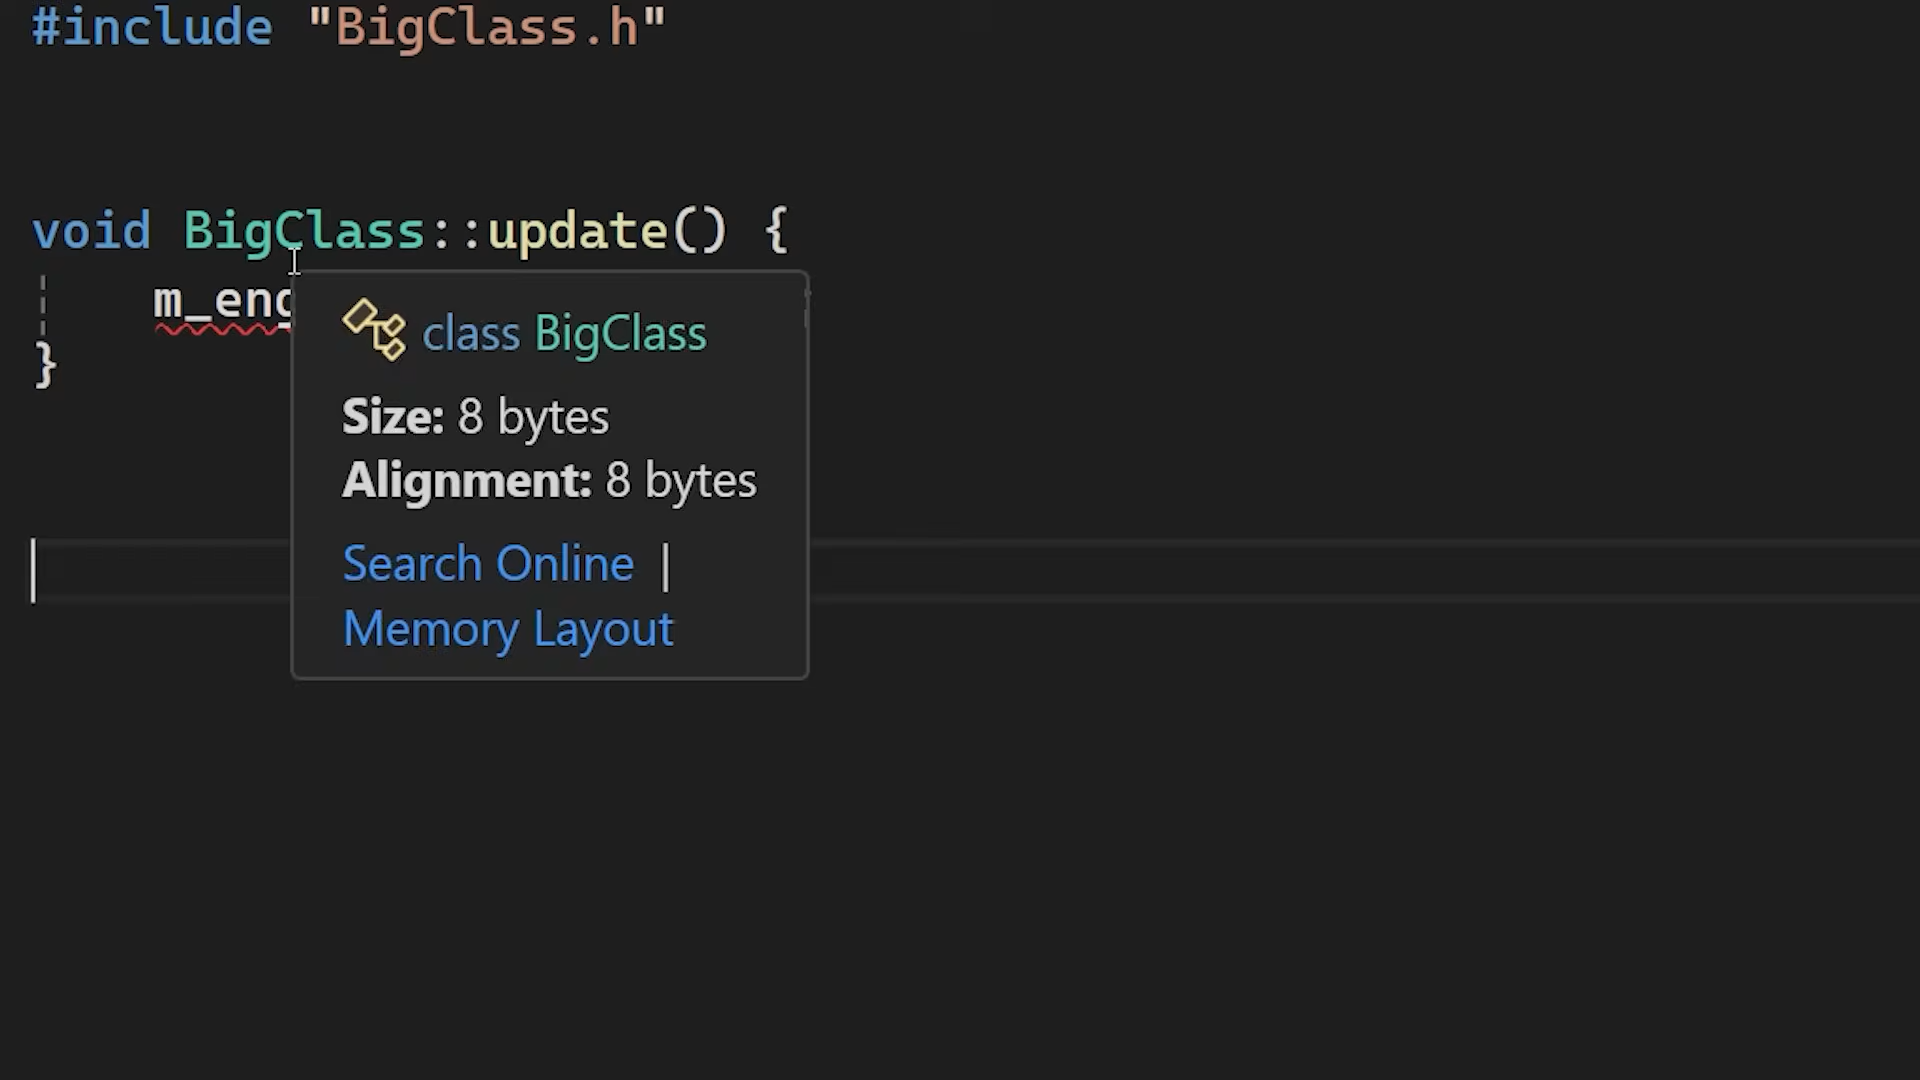 #include "BigClass.h"
void BigClass::update() {
m_eng
}
class BigClass
Size: 8 bytes
Alignment: 8 bytes
Search Online |
Memory Layout